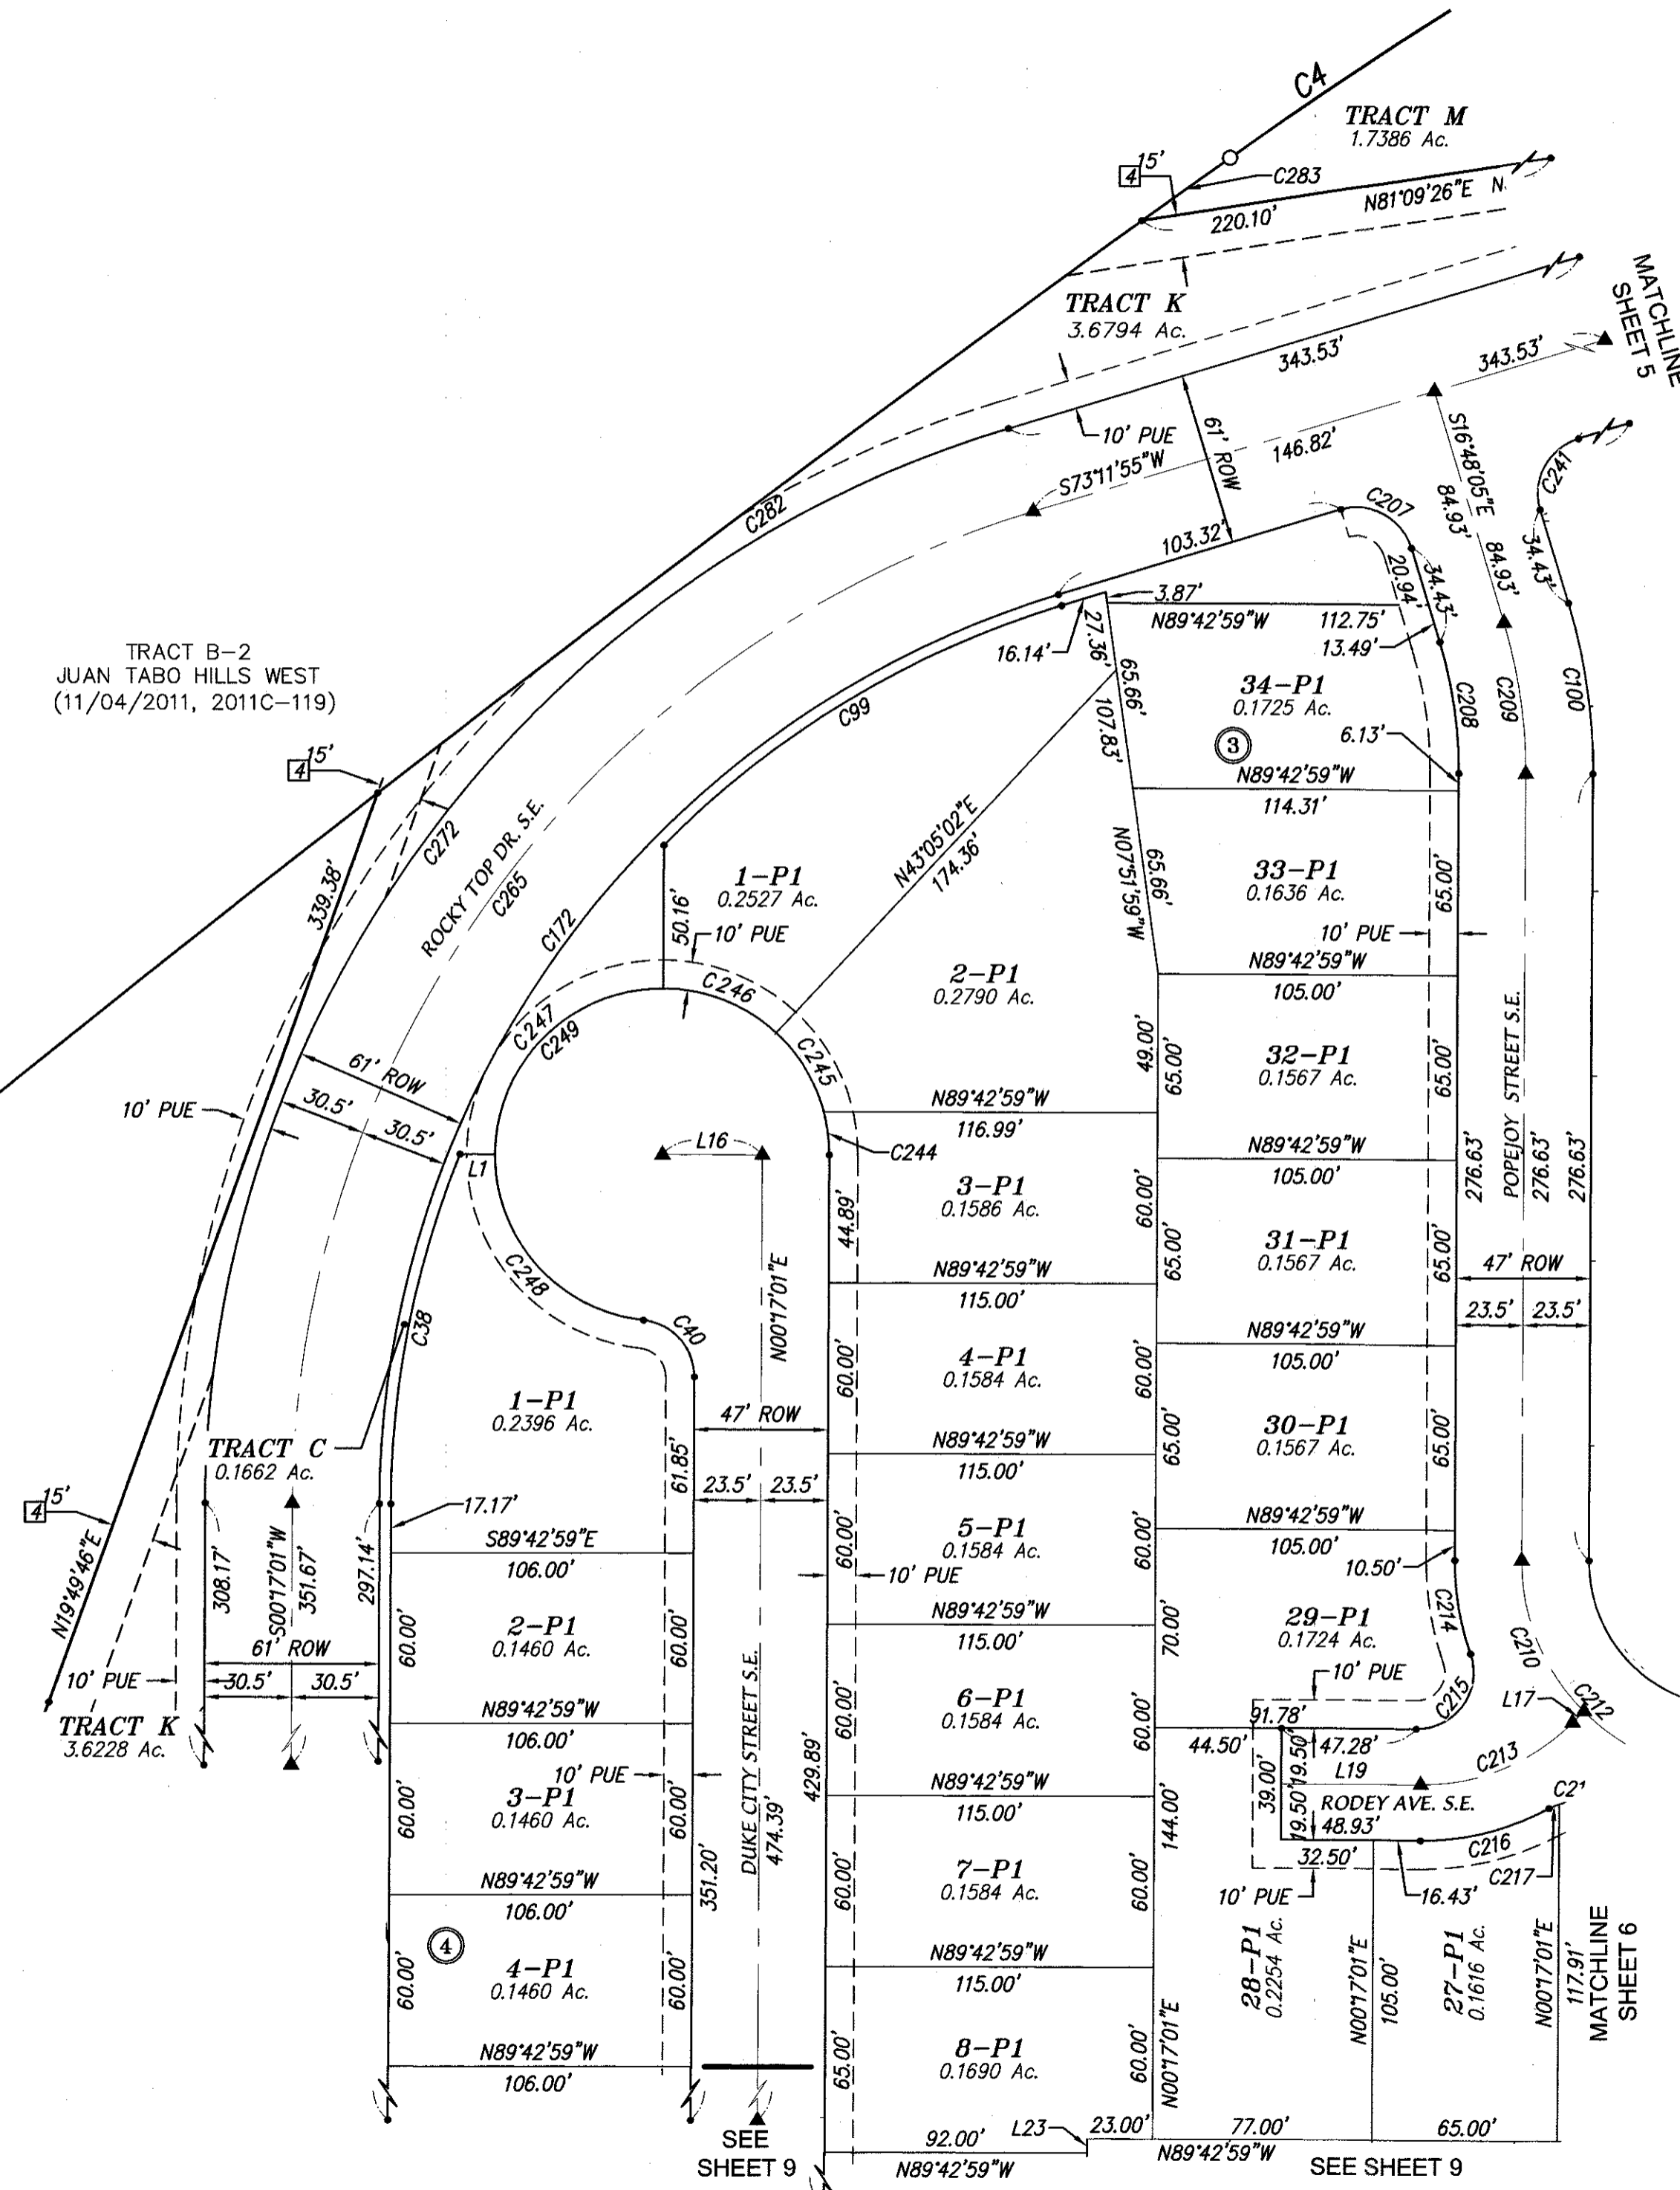 C4
TRACT M
1.7386 Ac.
4
15'
C283
N81°09'26"E
N.
220.10'
MATCHLINE
SHEET 5
TRACT K
3.6794 Ac.
343.53'
343.53'
10' PUE
61' ROW
S73°11'55"W
146.82'
S16°48'05"E
84.93'
84.93'
C241
C207
C282
103.32'
34.43'
34.43'
20.94'
3.87'
N89°42'59"W
112.75'
13.49'
27.36'
16.14'
65.66'
107.83'
TRACT B-2
JUAN TABO HILLS WEST
(11/04/2011, 2011C-119)
34-P1
0.1725 Ac.
C208
C209
C100
C99
3
6.13'
4
15'
N89°42'59"W
114.31'
C272
ROCKY TOP DR. S.E.
C265
339.38'
N43°05'02"E
174.36'
N07°51'59"W
65.66'
1-P1
0.2527 Ac.
33-P1
0.1636 Ac.
65.00'
50.16'
10' PUE
10' PUE
C172
N89°42'59"W
105.00'
2-P1
0.2790 Ac.
C246
C247
C249
C245
POPEJOY STREET S.E.
49.00'
65.00'
32-P1
0.1567 Ac.
65.00'
61' ROW
30.5'
30.5'
10' PUE
N89°42'59"W
116.99'
L16
C244
L1
N89°42'59"W
105.00'
276.63'
276.63'
276.63'
3-P1
0.1586 Ac.
60.00'
44.89'
31-P1
0.1567 Ac.
65.00'
65.00'
47' ROW
C248
N00°17'01"E
N89°42'59"W
115.00'
23.5'
23.5'
C38
C40
N89°42'59"W
105.00'
4-P1
0.1584 Ac.
60.00'
60.00'
1-P1
0.2396 Ac.
47' ROW
30-P1
0.1567 Ac.
65.00'
65.00'
TRACT C
0.1662 Ac.
61.85'
N89°42'59"W
115.00'
23.5'
23.5'
4
15'
17.17'
N89°42'59"W
105.00'
5-P1
0.1584 Ac.
60.00'
60.00'
S89°42'59"E
106.00'
10' PUE
10.50'
N19°49'46"E
308.17'
S00°17'01"W
351.67'
297.14'
N89°42'59"W
115.00'
29-P1
0.1724 Ac.
C214
70.00'
2-P1
0.1460 Ac.
60.00'
60.00'
61' ROW
10' PUE
30.5'
30.5'
10' PUE
C210
C215
L17
C212
TRACT K
3.6228 Ac.
N89°42'59"W
106.00'
6-P1
0.1584 Ac.
60.00'
60.00'
91.78'
44.50'
47.28'
C213
DUKE CITY STREET S.E.
474.39'
429.89'
10' PUE
39.00'
19.50'
19.50'
L19
RODEY AVE. S.E.
N89°42'59"W
115.00'
3-P1
0.1460 Ac.
60.00'
60.00'
C2
48.93'
C216
32.50'
C217
144.00'
7-P1
0.1584 Ac.
60.00'
60.00'
10' PUE
16.43'
N89°42'59"W
106.00'
351.20'
4
N89°42'59"W
115.00'
4-P1
0.1460 Ac.
60.00'
60.00'
28-P1
0.2254 Ac.
N00°17'01"E
105.00'
27-P1
0.1616 Ac.
N00°17'01"E
117.91'
MATCHLINE
SHEET 6
N89°42'59"W
106.00'
8-P1
0.1690 Ac.
65.00'
60.00'
N00°17'01"E
SEE
SHEET 9
92.00'
N89°42'59"W
L23
23.00'
77.00'
65.00'
N89°42'59"W
SEE SHEET 9